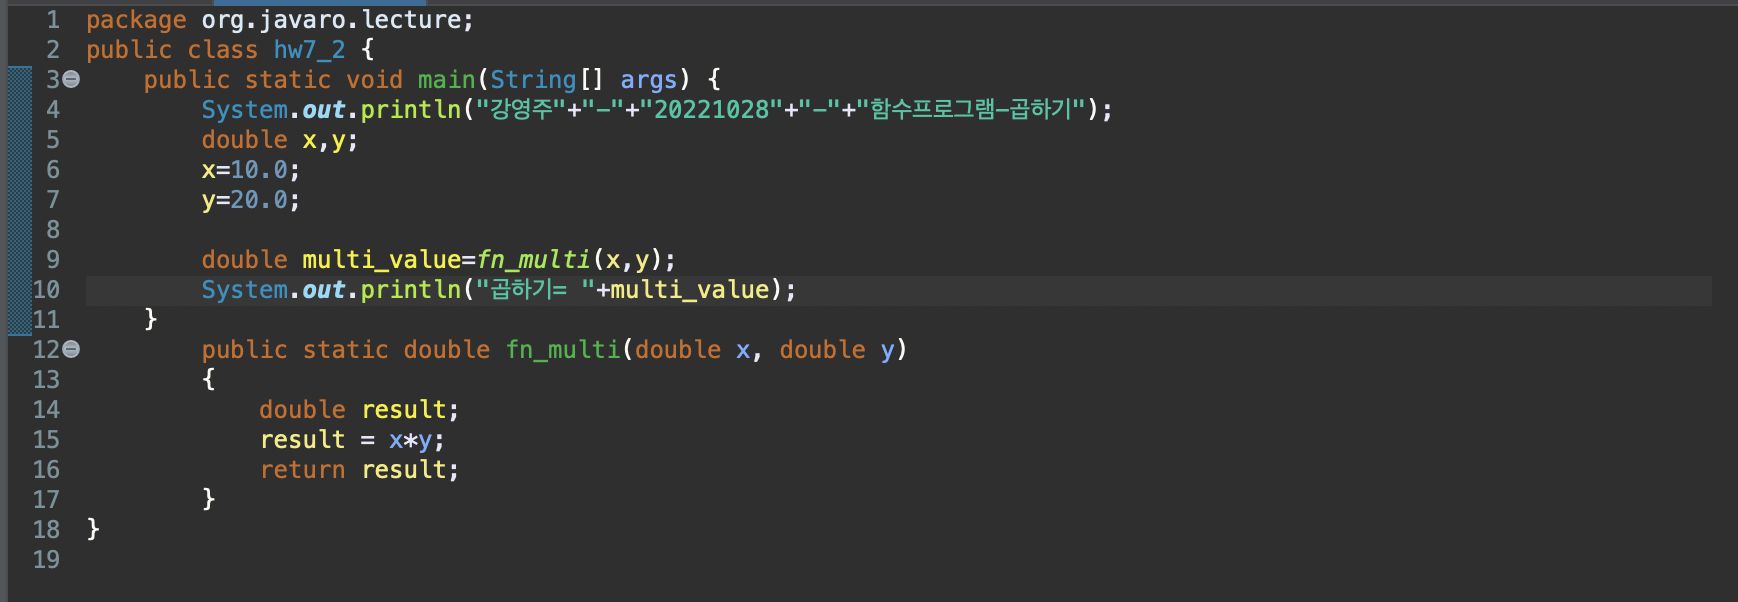 1 package org.javaro.lecture;
2 public class hw7_2 {
3 public static void main(String[] args) {
4 System.out.println("강영주"+"-"+"20221028"+"-"+"함수프로그램-곱하기");
5 double x,y;
6 x=10.0;
7 y=20.0;
8
9 double multi_value=fn_multi(x,y);
10 System.out.println("곱하기= "+multi_value);
11 }
12 public static double fn_multi(double x, double y)
13 {
14 double result;
15 result = x*y;
16 return result;
17 }
18 }
19